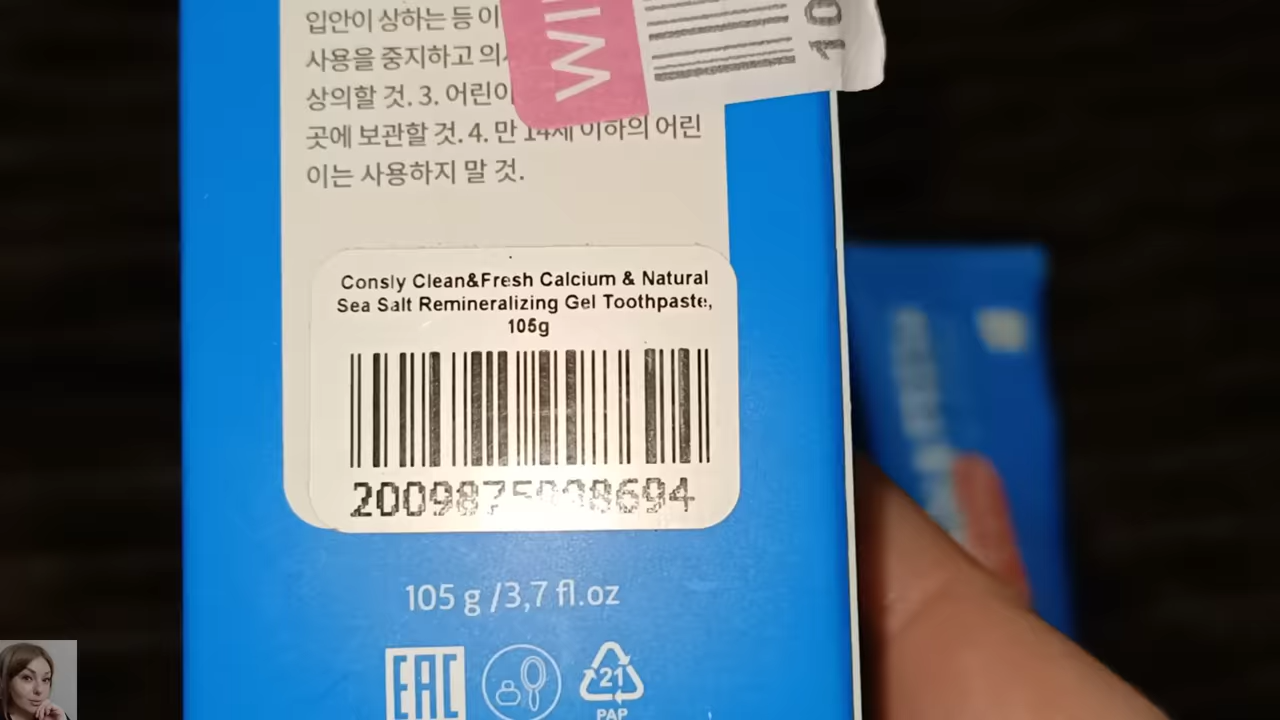 입안이 상하는 등 이
사용을 중지하고 의
상의할 것. 3. 어린이
곳에 보관할 것. 4. 만 14세 이하의 어린
이는 사용하지 말 것.
WI
10
Consly Clean&Fresh Calcium & Natural
Sea Salt Remineralizing Gel Toothpaste,
105g
105 g /3,7 fl.oz
EAC
21
PAP